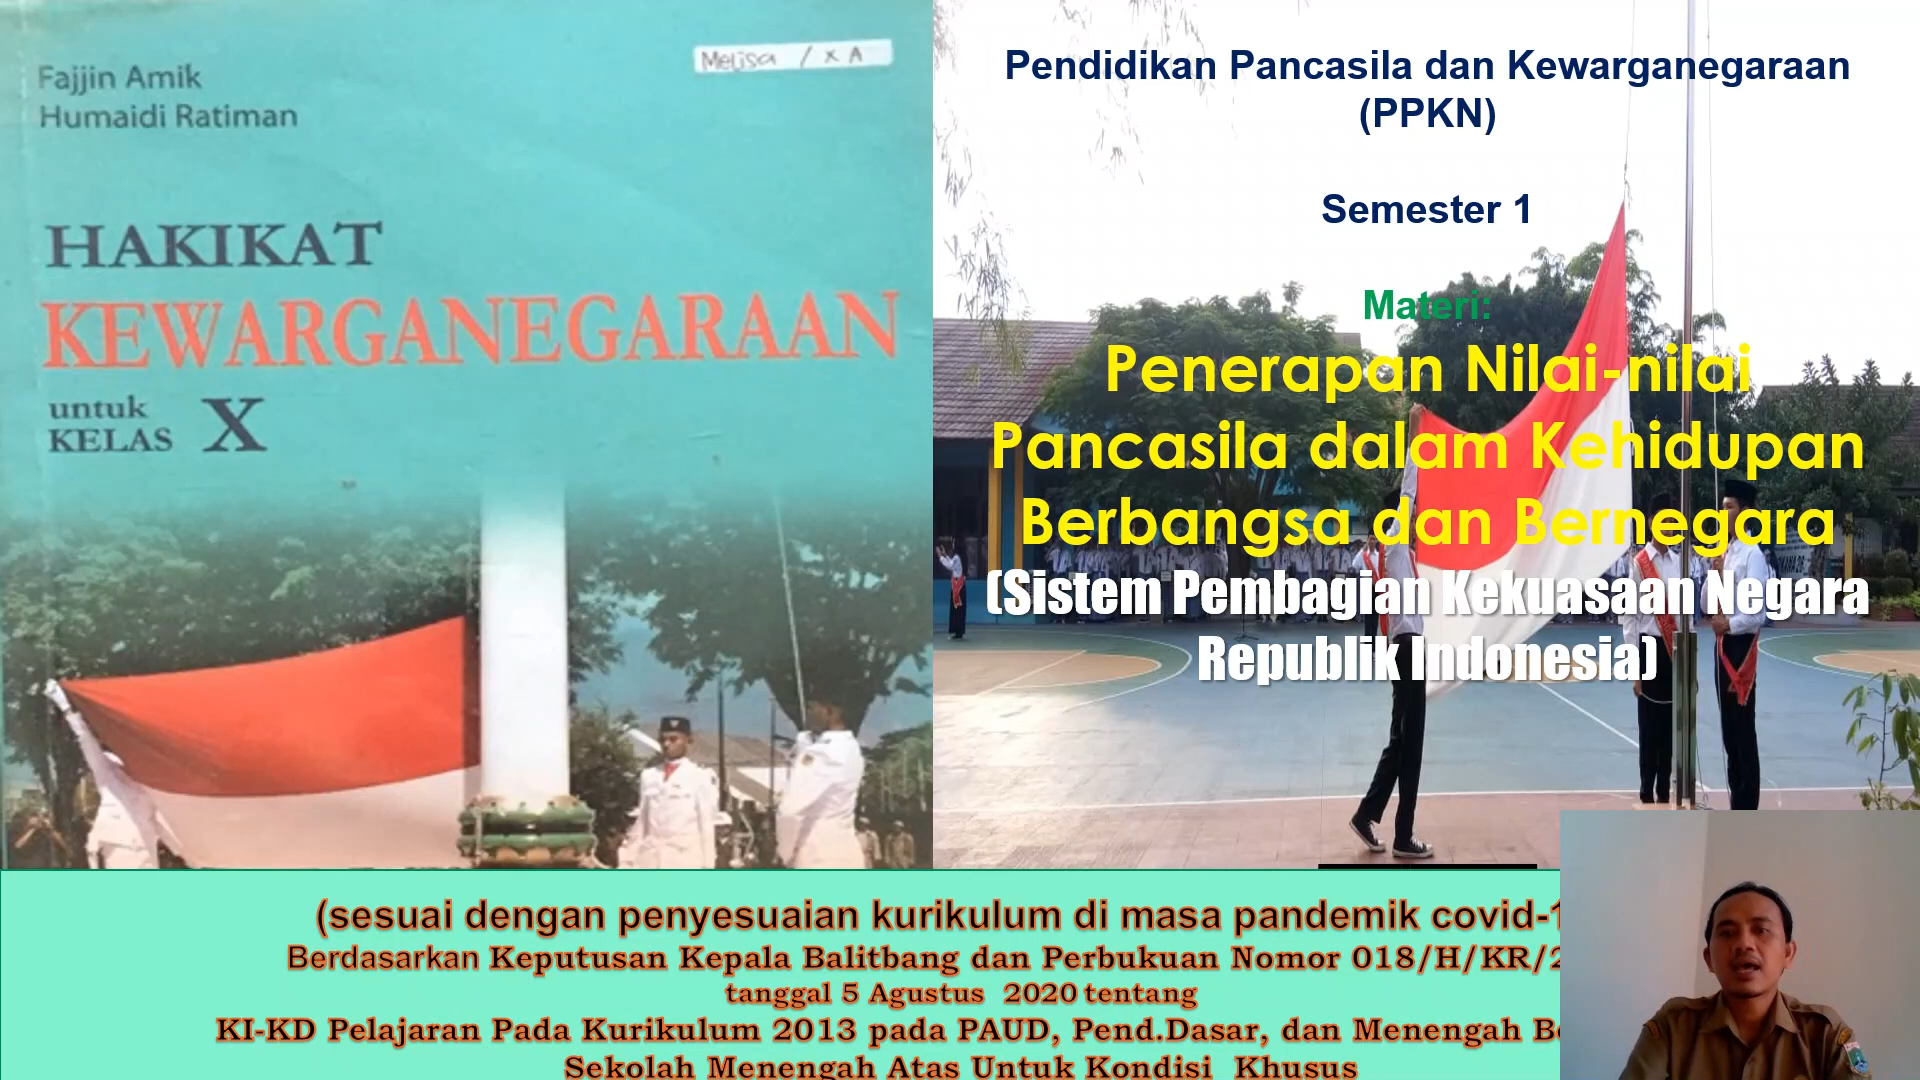 Fajjin Amik
Humaidi Ratiman
Melisa / X A
HAKIKAT
KEWARGANEGARAAN
untuk
KELAS X
Pendidikan Pancasila dan Kewarganegaraan
(PPKN)
Semester 1
Materi:
Penerapan Nilai-nilai
Pancasila dalam Kehidupan
Berbangsa dan Bernegara
(Sistem Pembagian Kekuasaan Negara
Republik Indonesia)
(sesuai dengan penyesuaian kurikulum di masa pandemik covid-1
Berdasarkan Keputusan Kepala Balitbang dan Perbukuan Nomor 018/H/KR/2
tanggal 5 Agustus 2020 tentang
KI-KD Pelajaran Pada Kurikulum 2013 pada PAUD, Pend.Dasar, dan Menengah Be
Sekolah Menengah Atas Untuk Kondisi Khusus